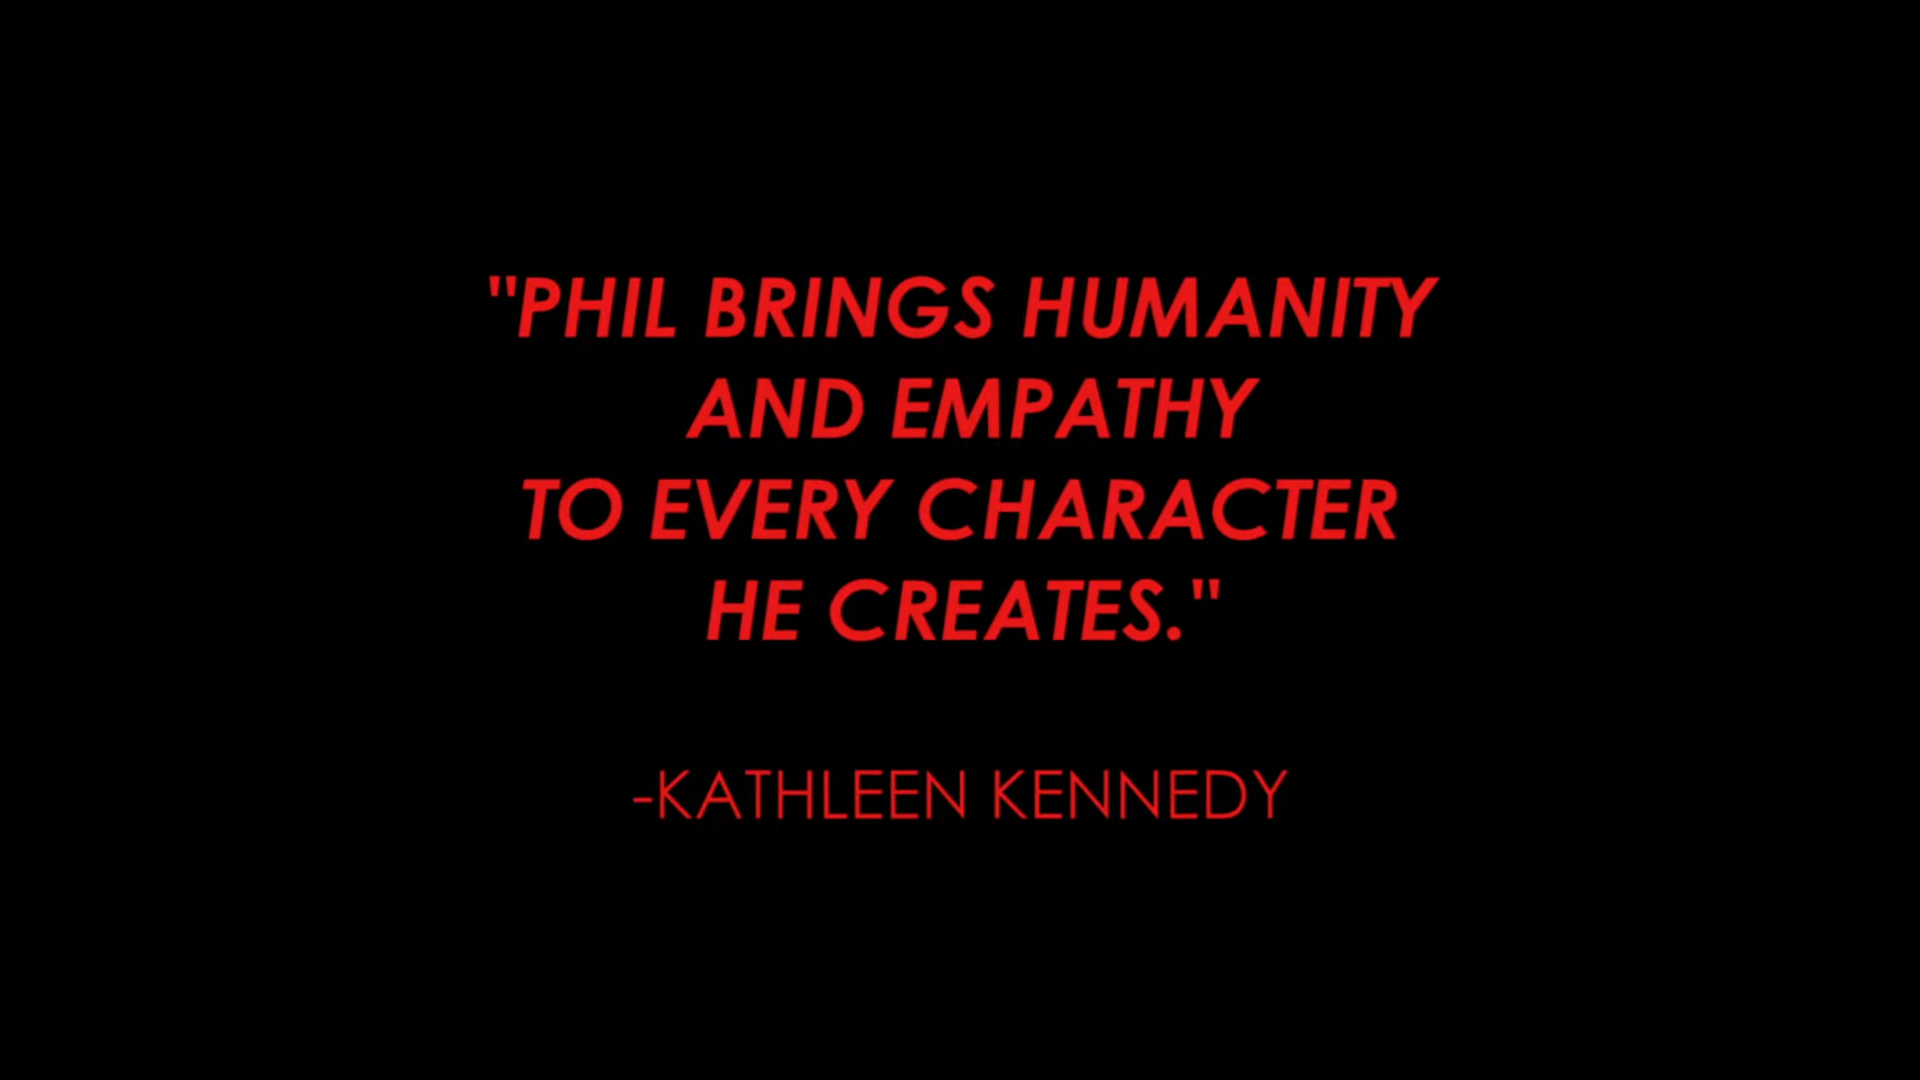 "PHIL BRINGS HUMANITY
AND EMPATHY
TO EVERY CHARACTER
HE CREATES."
-KATHLEEN KENNEDY